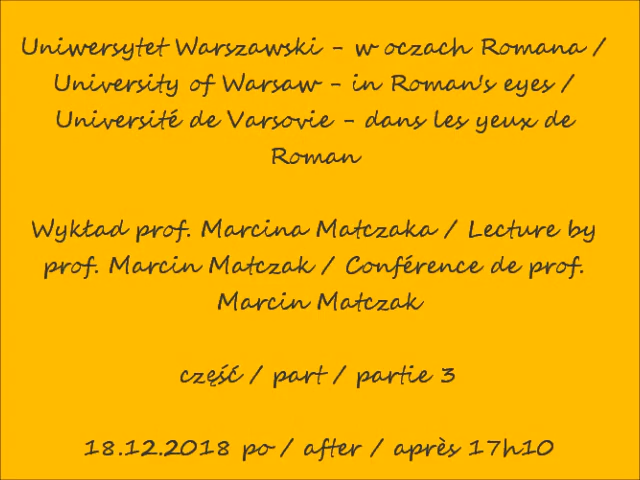 Uniwersytet Warszawski - w oczach Romana /
University of Warsaw - in Roman's eyes /
Université de Varsovie - dans les yeux de
Roman
Wykład prof. Marcina Matczaka / Lecture by
prof. Marcin Matczak / Conférence de prof.
Marcin Matczak
część / part / partie 3
18.12.2018 po / after / après 17h10